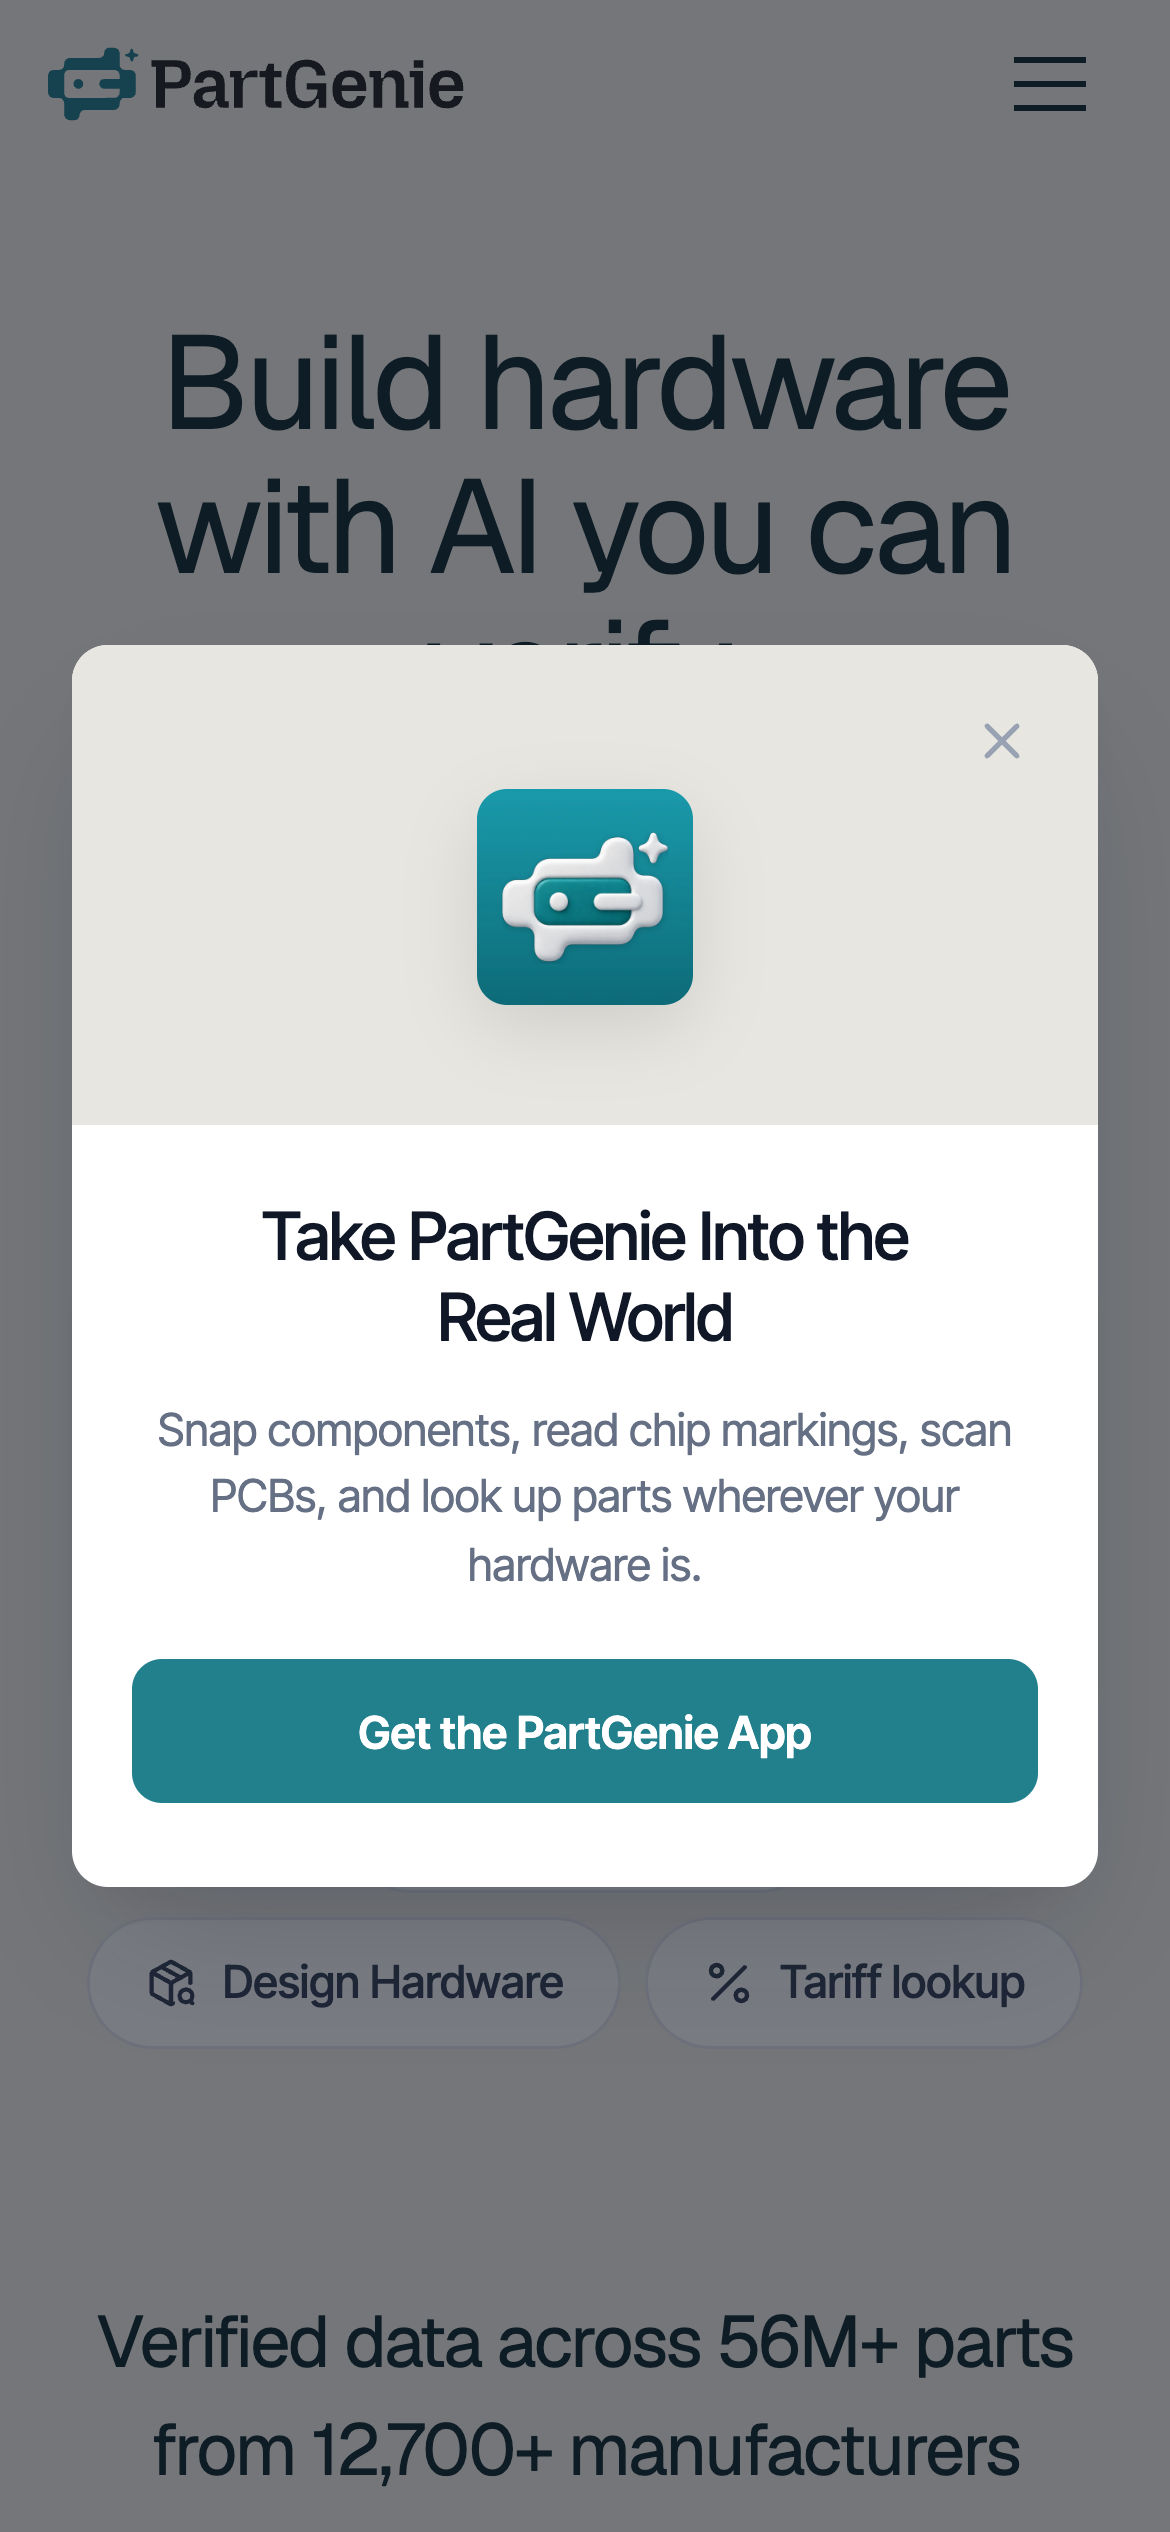 PartGenie
Build hardware
with AI you can
verify
Take PartGenie Into the
Real World
Snap components, read chip markings, scan
PCBs, and look up parts wherever your
hardware is.
Get the PartGenie App
Design Hardware
Tariff lookup
Verified data across 56M+ parts
from 12,700+ manufacturers